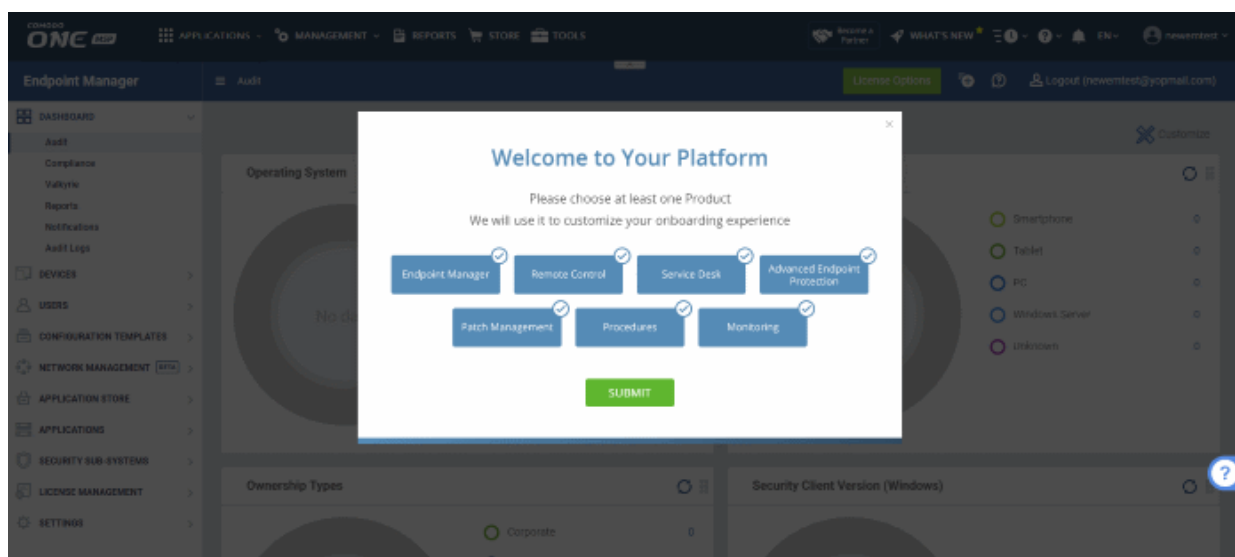 COMODO
ONE MSP
APPLICATIONS
MANAGEMENT
REPORTS
STORE
TOOLS
Become a
Partner
WHAT'S NEW
EN
newemtest
Endpoint Manager
Audit
License Options
Logout (newemtest@yopmail.com)
DASHBOARD
Audit
Compliance
Valkyrie
Reports
Notifications
Audit Logs
DEVICES
USERS
CONFIGURATION TEMPLATES
NETWORK MANAGEMENT BETA
APPLICATION STORE
APPLICATIONS
SECURITY SUB-SYSTEMS
LICENSE MANAGEMENT
SETTINGS
Customize
Operating System
No da
×
Welcome to Your Platform
Please choose at least one Product
We will use it to customize your onboarding experience
Endpoint Manager
Remote Control
Service Desk
Advanced Endpoint
Protection
Patch Management
Procedures
Monitoring
SUBMIT
Smartphone 0
Tablet 0
PC 0
Windows Server 0
Unknown 0
?
Ownership Types
Corporate 0
Security Client Version (Windows)